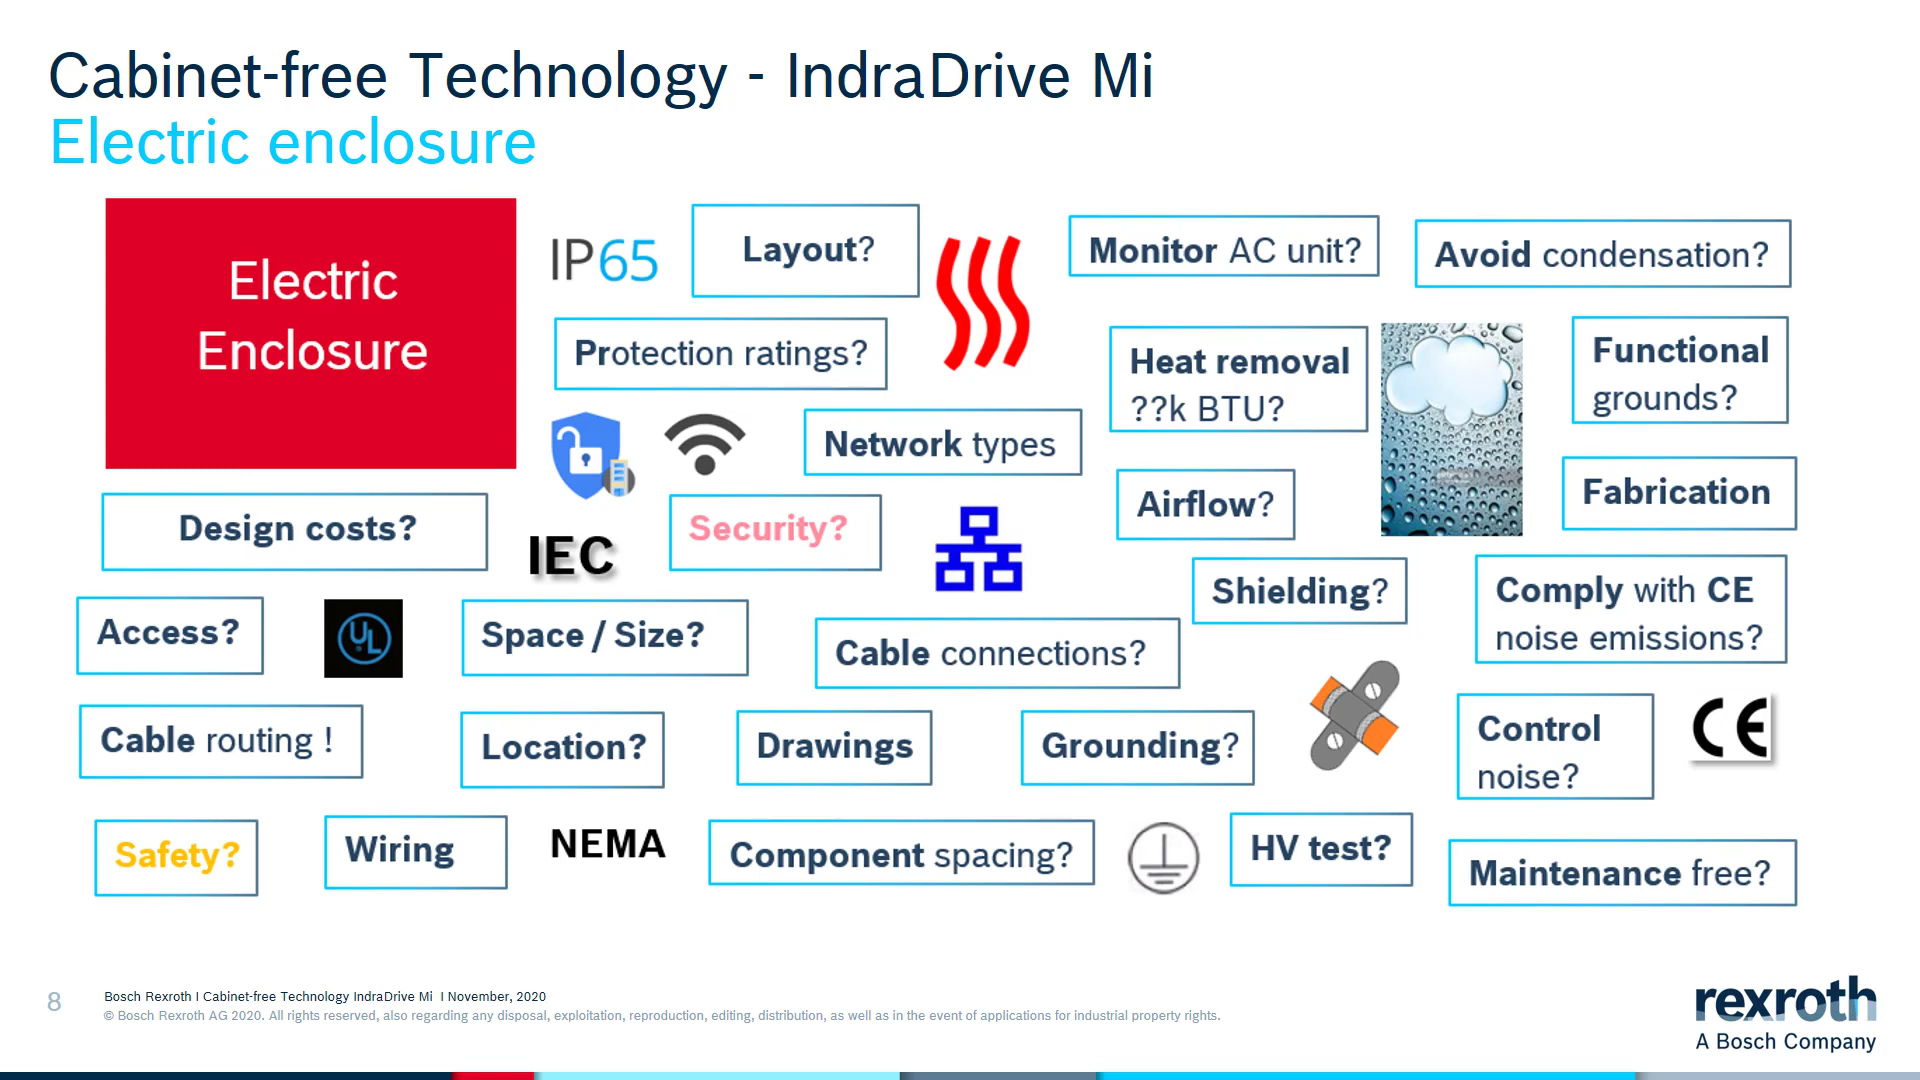 Cabinet-free Technology - IndraDrive Mi
Electric enclosure
Electric
Enclosure
IP65
Layout?
Monitor AC unit?
Avoid condensation?
Protection ratings?
Heat removal
??k BTU?
Functional
grounds?
Network types
Airflow?
Fabrication
Design costs?
IEC
Security?
Shielding?
Comply with CE
noise emissions?
Access?
UL
Space / Size?
Cable connections?
Cable routing !
Location?
Drawings
Grounding?
Control
noise?
CE
Safety?
Wiring
NEMA
Component spacing?
HV test?
Maintenance free?
8
Bosch Rexroth I Cabinet-free Technology IndraDrive Mi I November, 2020
© Bosch Rexroth AG 2020. All rights reserved, also regarding any disposal, exploitation, reproduction, editing, distribution, as well as in the event of applications for industrial property rights.
rexroth
A Bosch Company